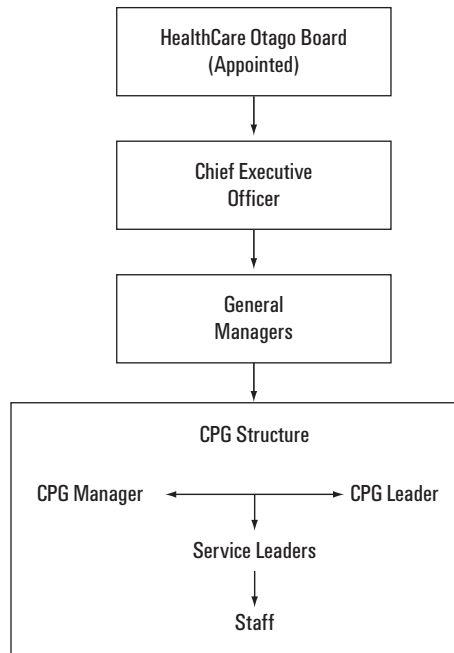 HealthCare Otago Board
(Appointed)
Chief Executive
Officer
General
Managers
CPG Structure
CPG Manager
CPG Leader
Service Leaders
Staff